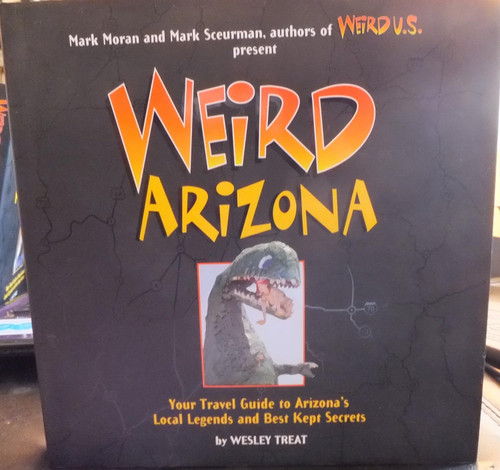 Mark Moran and Mark Sceurman, authors of WEiRD U.S.
present
WEiRD
ARiZONA
Your Travel Guide to Arizona's
Local Legends and Best Kept Secrets
by WESLEY TREAT